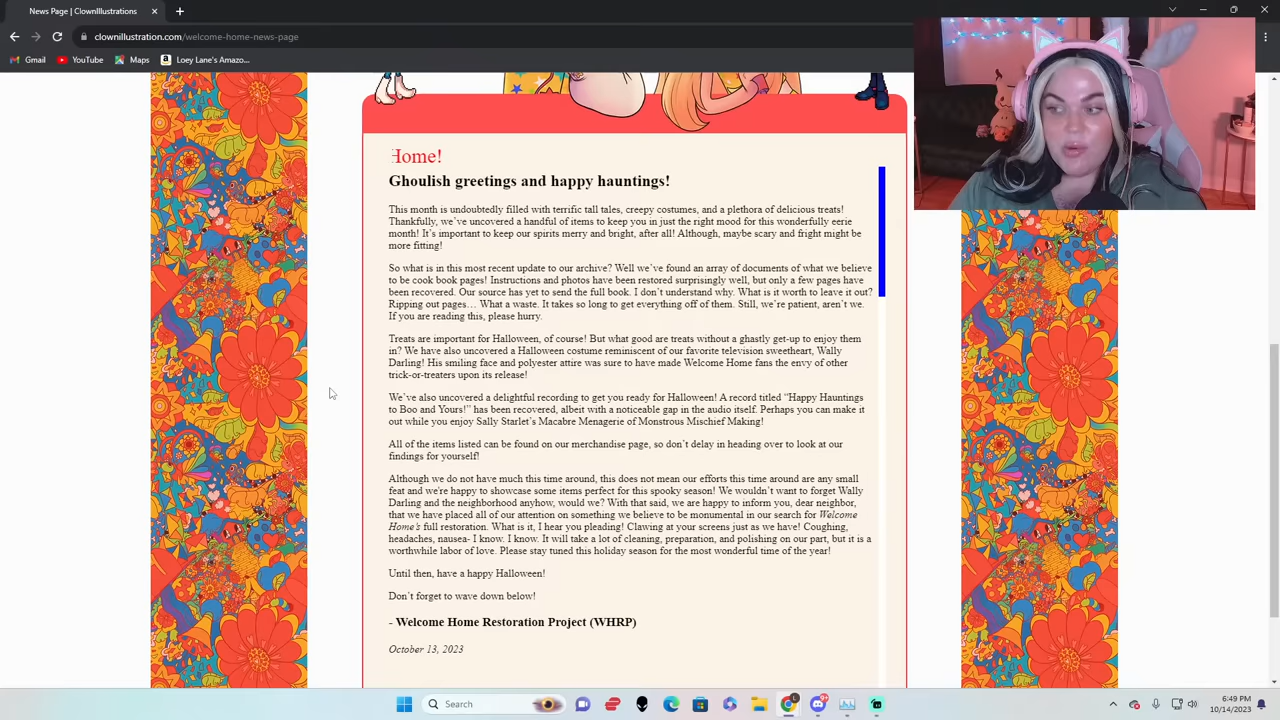 News Page | Clown Illustration
clownillustration.com/welcome-home-news-page
Gmail
YouTube
Maps
Loey Lane's Amazo...
Home!
Ghoulish greetings and happy hauntings!
This month is undoubtedly filled with terrific tall tales, creepy costumes, and a plethora of delicious treats!
Thankfully, we've uncovered a handful of items to keep you in just the right mood for this wonderfully eerie
month! It's important to keep our spirits merry and bright, after all! Although, maybe scary and fright might be
more fitting!
So what is in this most recent update to our archive? Well we've found an array of documents of what we believe
to be cook book pages! Instructions and photos have been restored surprisingly well, but only a few pages have
been recovered. Our source has yet to send the full book. I don't understand why. What is it worth to leave it out?
Ripping out pages… What a waste. It takes so long to get everything off of them. Still, we're patient, aren't we.
If you are reading this, please hurry.
Treats are important for Halloween, of course! But what good are treats without a ghastly get-up to enjoy them
in? We have also uncovered a Halloween costume reminiscent of our favorite television sweetheart, Wally
Darling! His smiling face and polyester attire was sure to have made Welcome Home fans the envy of other
trick-or-treaters upon its release!
We've also uncovered a delightful recording to get you ready for Halloween! A record titled "Happy Hauntings
to Boo and Yours!" has been recovered, albeit with a noticeable gap in the audio itself. Perhaps you can make it
out while you enjoy Sally Starlet's Macabre Menagerie of Monstrous Mischief Making!
All of the items listed can be found on our merchandise page, so don't delay in heading over to look at our
findings for yourself!
Although we do not have much this time around, this does not mean our efforts this time around are any small
feat and we're happy to showcase some items perfect for this spooky season! We wouldn't want to forget Wally
Darling and the neighborhood anyhow, would we? With that said, we are happy to inform you, dear neighbor,
that we have placed all of our attention on something we believe to be monumental in our search for Welcome
Home's full restoration. What is it, I hear you pleading! Clawing at your screens just as we have! Coughing,
headaches, nausea- I know. I know. It will take a lot of cleaning, preparation, and polishing on our part, but it is a
worthwhile labor of love. Please stay tuned this holiday season for the most wonderful time of the year!
Until then, have a happy Halloween!
Don't forget to wave down below!
- Welcome Home Restoration Project (WHRP)
October 13, 2023
Search
6:49 PM
10/14/2023